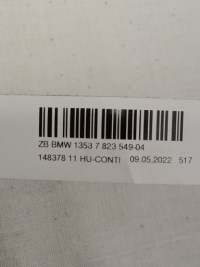 ZB BMW 1353 7 823 549-04
148378 11 HU-CONTI 09.05.2022 517